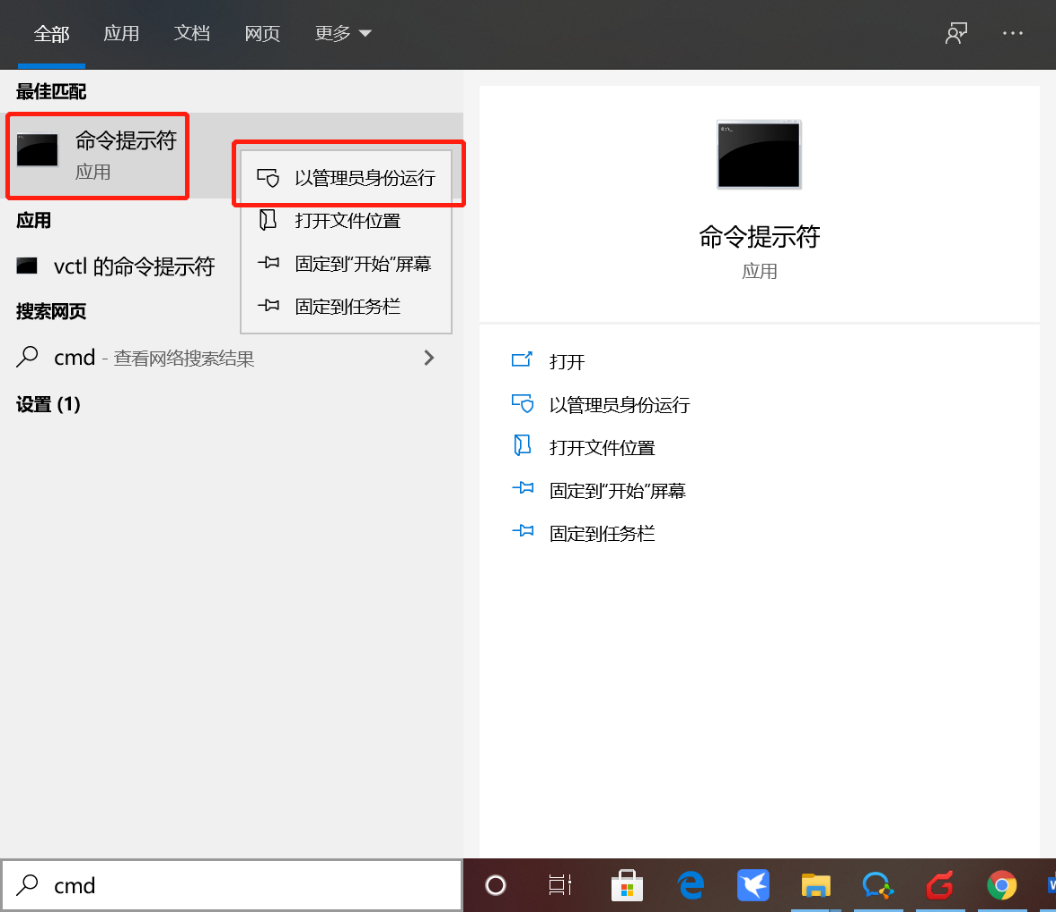 全部 应用 文档 网页 更多
最佳匹配
命令提示符
应用
以管理员身份运行
打开文件位置
固定到“开始”屏幕
固定到任务栏
应用
vctl 的命令提示符
搜索网页
cmd - 查看网络搜索结果
设置 (1)
命令提示符
应用
打开
以管理员身份运行
打开文件位置
固定到“开始”屏幕
固定到任务栏
cmd